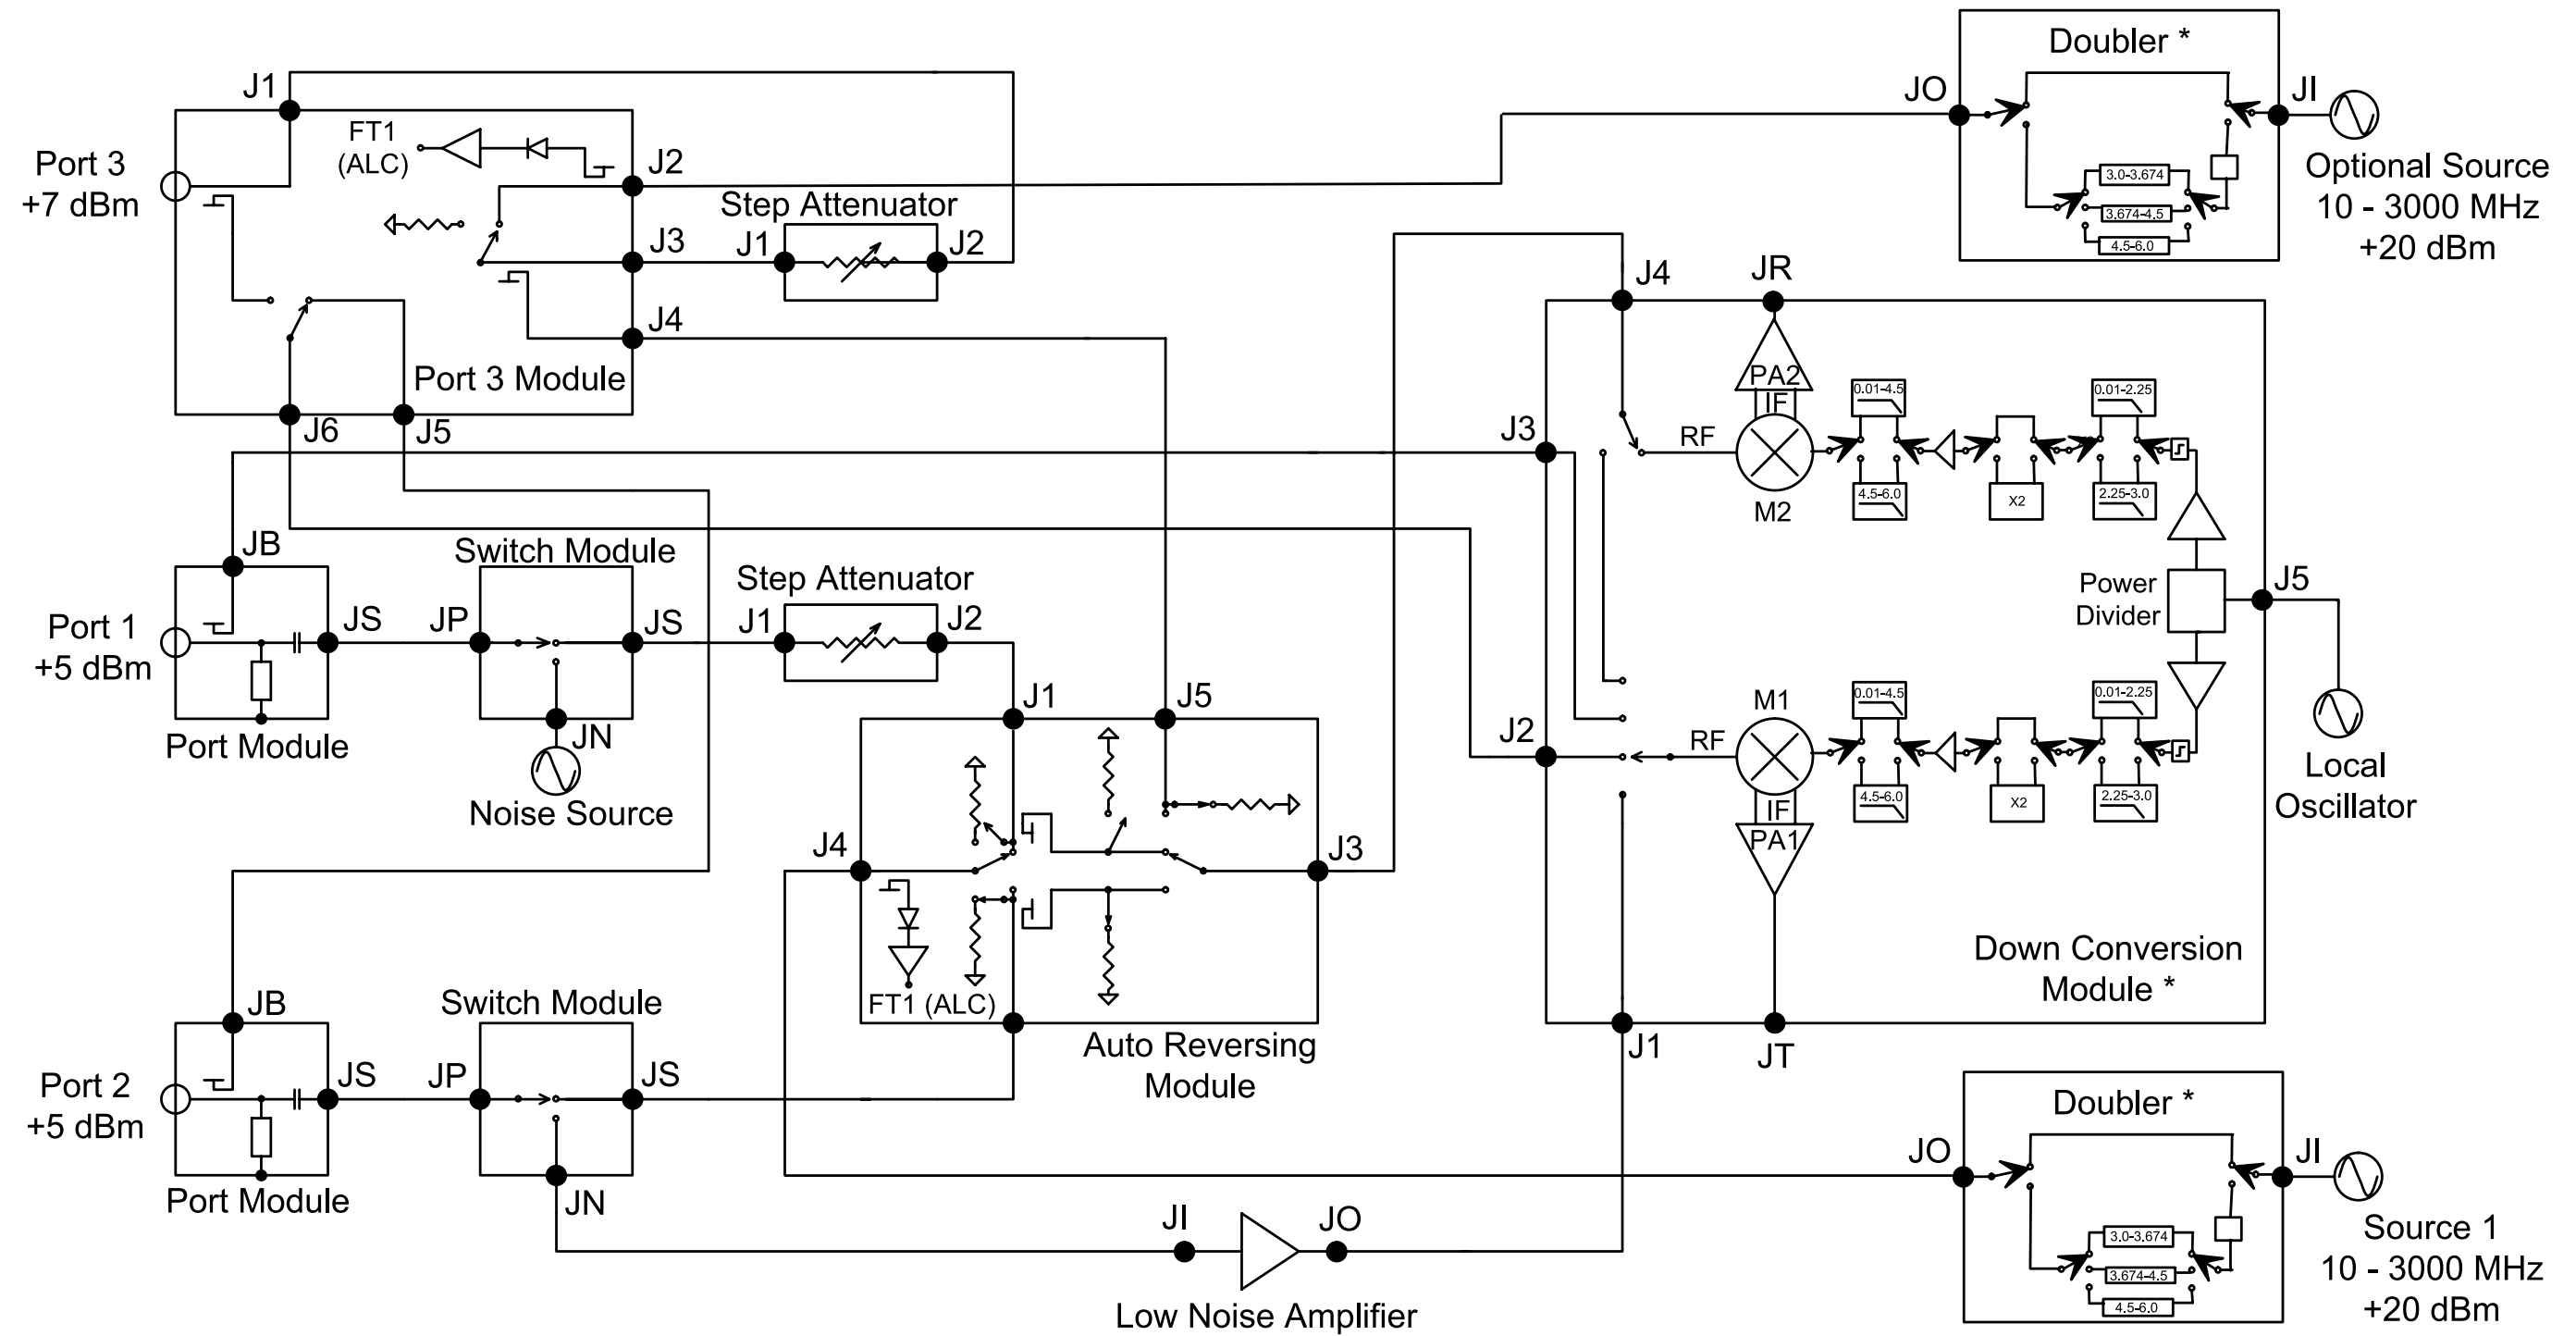 Doubler *
JO
JI
3.0-3.674
3.674-4.5
4.5-6.0
Optional Source
10 - 3000 MHz
+20 dBm
J1
FT1
(ALC)
Port 3
+7 dBm
J2
J3
J4
Port 3 Module
J6
J5
Step Attenuator
J1
J2
J4
JR
PA2
IF
RF
M2
J3
0.01-4.5
4.5-6.0
X2
0.01-2.25
2.25-3.0
Power
Divider
J5
Local
Oscillator
JB
Port 1
+5 dBm
JS
Port Module
Switch Module
JP
JS
JN
Noise Source
Step Attenuator
J1
J2
J1
J5
J4
J3
FT1 (ALC)
Auto Reversing
Module
J2
M1
RF
IF
PA1
0.01-4.5
4.5-6.0
X2
0.01-2.25
2.25-3.0
Down Conversion
Module *
J1
JT
JB
Port 2
+5 dBm
JS
Port Module
Switch Module
JP
JS
JN
JI
JO
Low Noise Amplifier
Doubler *
JO
JI
3.0-3.674
3.674-4.5
4.5-6.0
Source 1
10 - 3000 MHz
+20 dBm